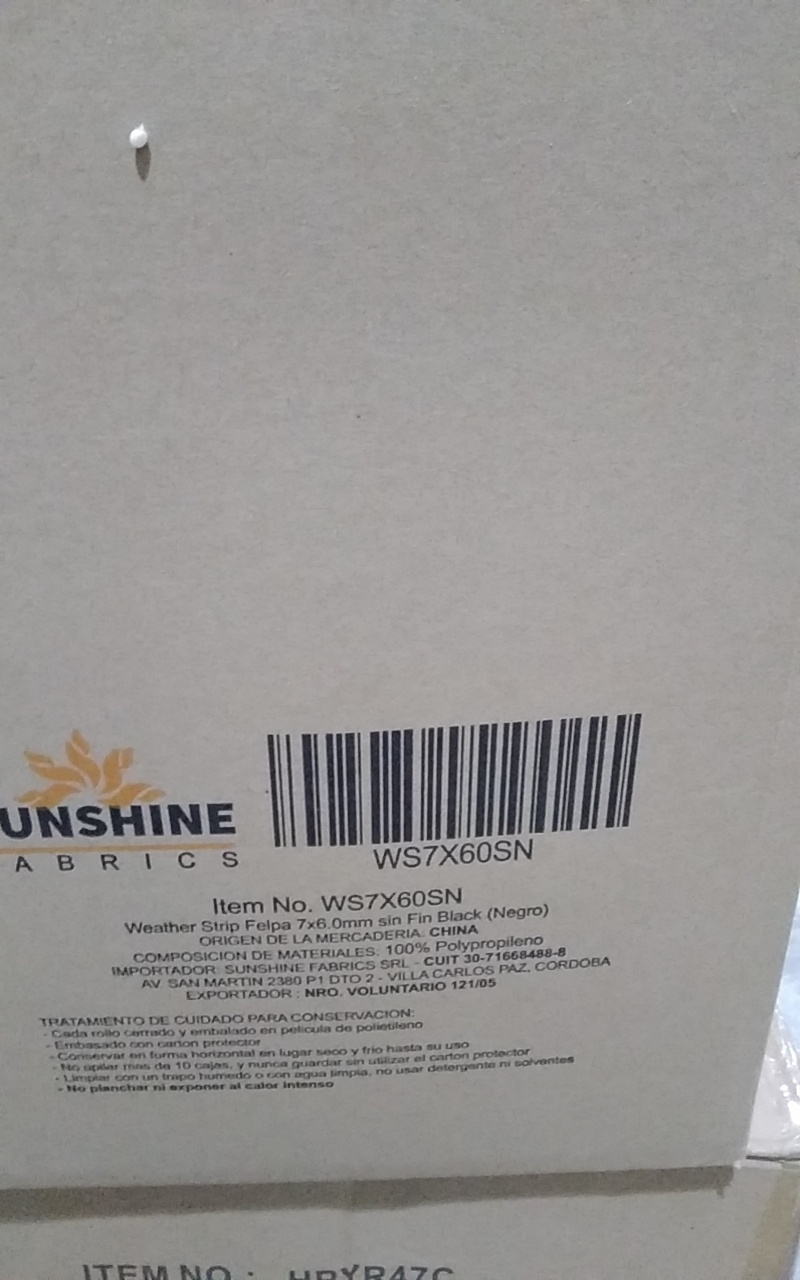 UNSHINE
ABRICS
WS7X60SN
Item No. WS7X60SN
Weather Strip Felpa 7x6.0mm sin Fin Black (Negro)
ORIGEN DE LA MERCADERIA: CHINA
COMPOSICION DE MATERIALES: 100% Polypropileno
IMPORTADOR: SUNSHINE FABRICS SRL - CUIT 30-71668488-8
AV. SAN MARTIN 2380 P1 DTO 2 - VILLA CARLOS PAZ, CORDOBA
EXPORTADOR : NRO. VOLUNTARIO 121/05
TRATAMIENTO DE CUIDADO PARA CONSERVACION:
- Cada rollo cerrado y embalado en pelicula de polietileno
- Embasado con carton protector
- Conservar en forma horizontal en lugar seco y frio hasta su uso
- No apilar mas de 10 cajas, y nunca guardar sin utilizar el carton protector
- Limpiar con un trapo humedo o con agua limpia, no usar detergente ni solventes
- No planchar ni exponer al calor intenso
ITEM NO :